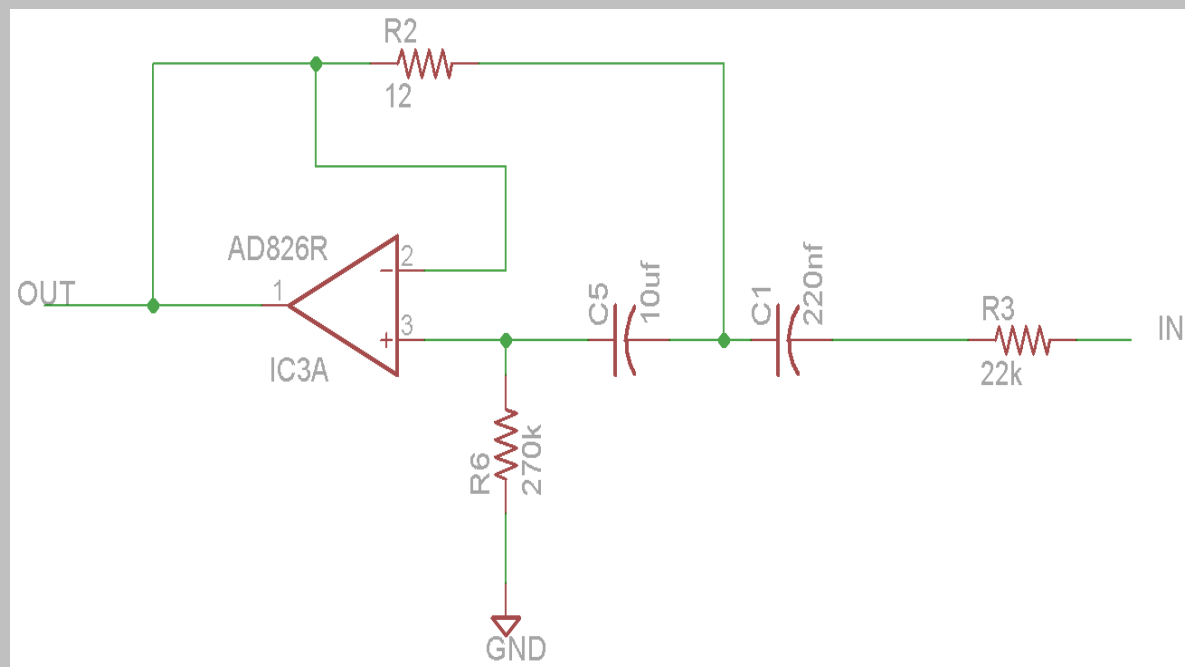 R2
12
AD826R
2
1
OUT
3
IC3A
C5
10uf
C1
220nf
R3
22k
IN
R6
270k
GND